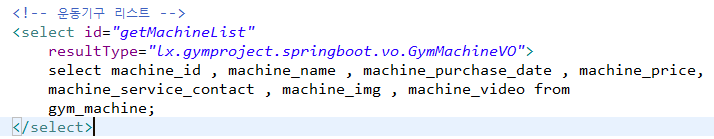 <!-- 운동기구 리스트 -->
<select id="getMachineList"
resultType="lx.gymproject.springboot.vo.GymMachineVO">
select machine_id , machine_name , machine_purchase_date , machine_price,
machine_service_contact , machine_img , machine_video from
gym_machine;
</select>